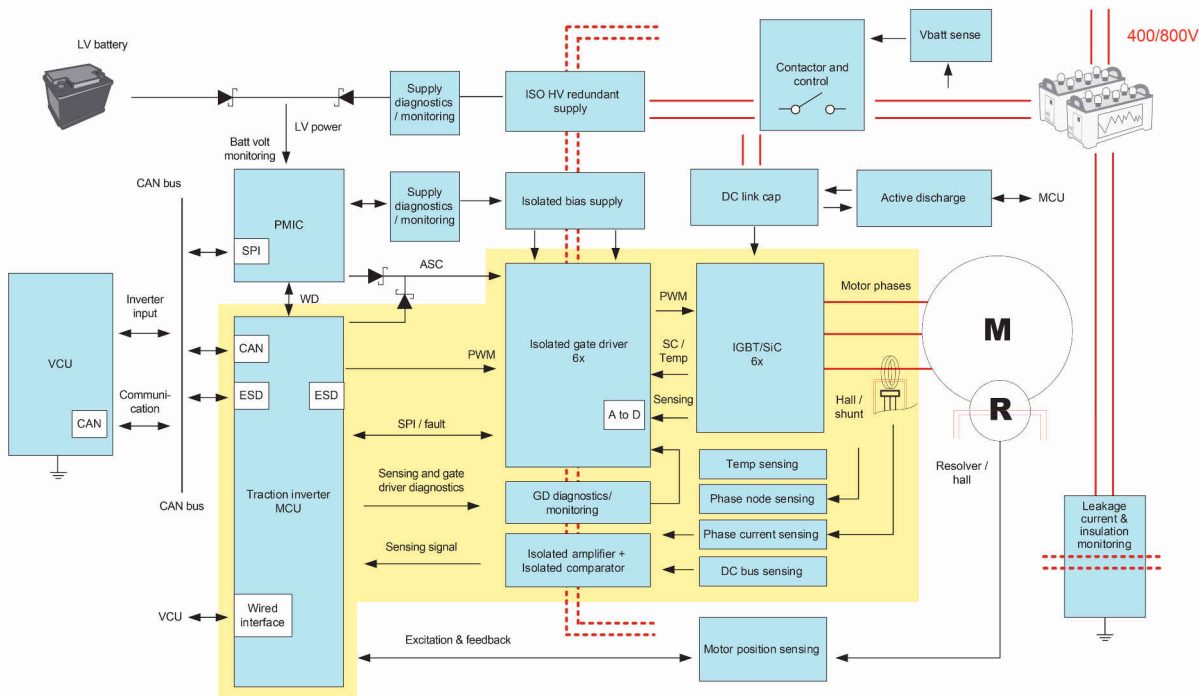 LV battery
400/800V
Vbatt sense
Contactor and
control
Supply
diagnostics
/ monitoring
ISO HV redundant
supply
LV power
Batt volt
monitoring
CAN bus
PMIC
SPI
Supply
diagnostics
/ monitoring
Isolated bias supply
DC link cap
Active discharge
MCU
ASC
WD
VCU
CAN
Inverter
input
Communi-
cation
CAN bus
CAN
ESD
ESD
Traction inverter
MCU
Wired
interface
VCU
PWM
SPI / fault
Sensing and gate
driver diagnostics
Sensing signal
Excitation & feedback
Isolated gate driver
6x
A to D
GD diagnostics/
monitoring
Isolated amplifier +
Isolated comparator
PWM
SC /
Temp
Sensing
IGBT/SiC
6x
Temp sensing
Phase node sensing
Phase current sensing
DC bus sensing
Motor position sensing
Motor phases
Hall /
shunt
M
R
Resolver /
hall
Leakage
current &
insulation
monitoring